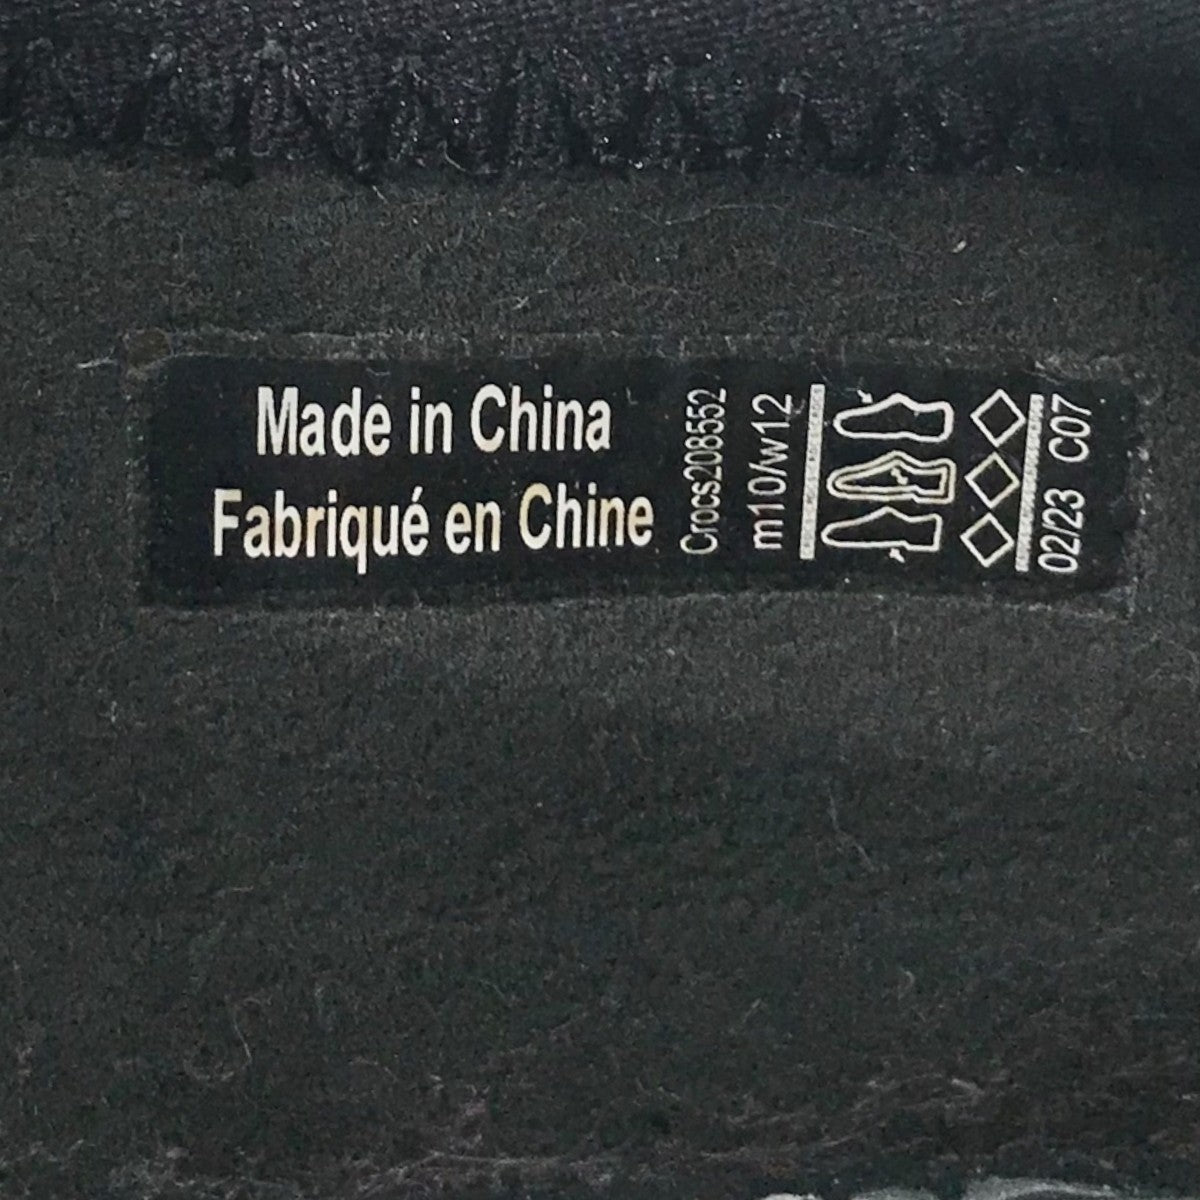 Made in China
Fabriqué en Chine
Crocs208552
m10/w12
02/23 C07